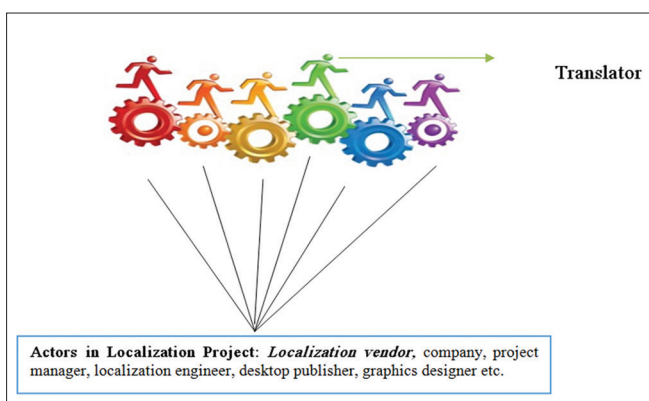 Translator
Actors in Localization Project: Localization vendor, company, project
manager, localization engineer, desktop publisher, graphics designer etc.